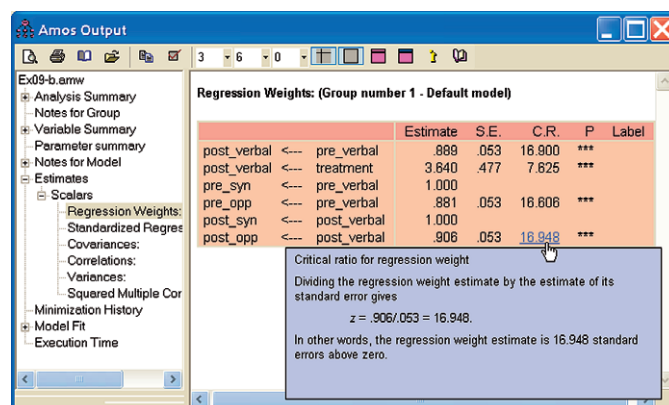 Amos Output
3 6 0
Ex09-b.amw
Analysis Summary
Notes for Group
Variable Summary
Parameter summary
Notes for Model
Estimates
Scalars
Regression Weights:
Standardized Regres
Covariances:
Correlations:
Variances:
Squared Multiple Cor
Minimization History
Model Fit
Execution Time
Regression Weights: (Group number 1 - Default model)
Estimate S.E. C.R. P Label
post_verbal <--- pre_verbal .889 .053 16.900 ***
post_verbal <--- treatment 3.640 .477 7.625 ***
pre_syn <--- pre_verbal 1.000
pre_opp <--- pre_verbal .881 .053 16.606 ***
post_syn <--- post_verbal 1.000
post_opp <--- post_verbal .906 .053 16.948 ***
Critical ratio for regression weight
Dividing the regression weight estimate by the estimate of its
standard error gives
z = .906/.053 = 16.948.
In other words, the regression weight estimate is 16.948 standard
errors above zero.